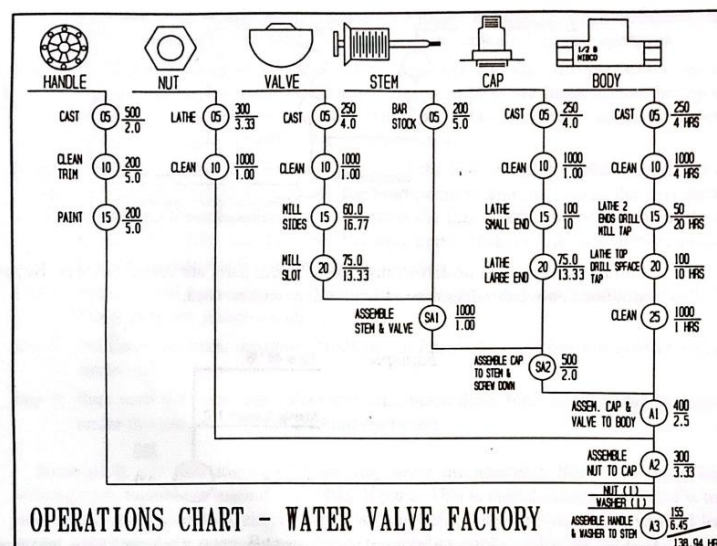 1/2 B
NIBCO
HANDLE NUT VALVE STEM CAP BODY
CAST 05 500
2.0
LATHE 05 300
3.33
CAST 05 250
4.0
BAR
STOCK 05 200
5.0
CAST 05 250
4.0
CAST 05 250
4 HRS
CLEAN
TRIM 10 200
5.0
CLEAN 10 1000
1.00
CLEAN 10 1000
1.00
CLEAN 10 1000
1.00
CLEAN 10 1000
4 HRS
PAINT 15 200
5.0
MILL
SIDES 15 60.0
16.77
LATHE
SMALL END 15 100
10
LATHE 2
ENDS DRILL
MILL TAP 15 50
20 HRS
MILL
SLOT 20 75.0
13.33
LATHE
LARGE END 20 75.0
13.33
LATHE TOP
DRILL SPFACE
TAP 20 100
10 HRS
ASSEMBLE
STEM & VALVE SA1 1000
1.00
CLEAN 25 1000
1 HRS
ASSEMBLE CAP
TO STEM &
SCREW DOWN SA2 500
2.0
ASSEM. CAP &
VALVE TO BODY A1 400
2.5
ASSEMBLE
NUT TO CAP A2 300
3.33
NUT (1)
WASHER (1)
ASSEMBLE HANDLE
& WASHER TO STEM A3 155
6.45
138.94 HR
OPERATIONS CHART - WATER VALVE FACTORY